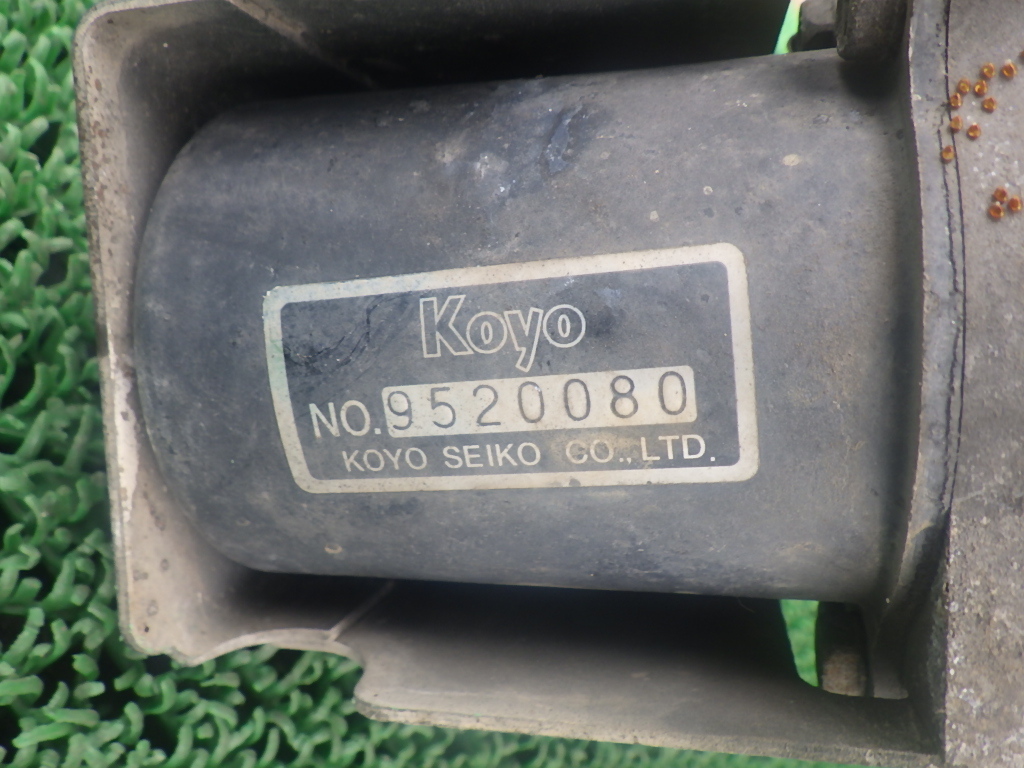 Koyo
NO. 9520080
KOYO SEIKO CO., LTD.